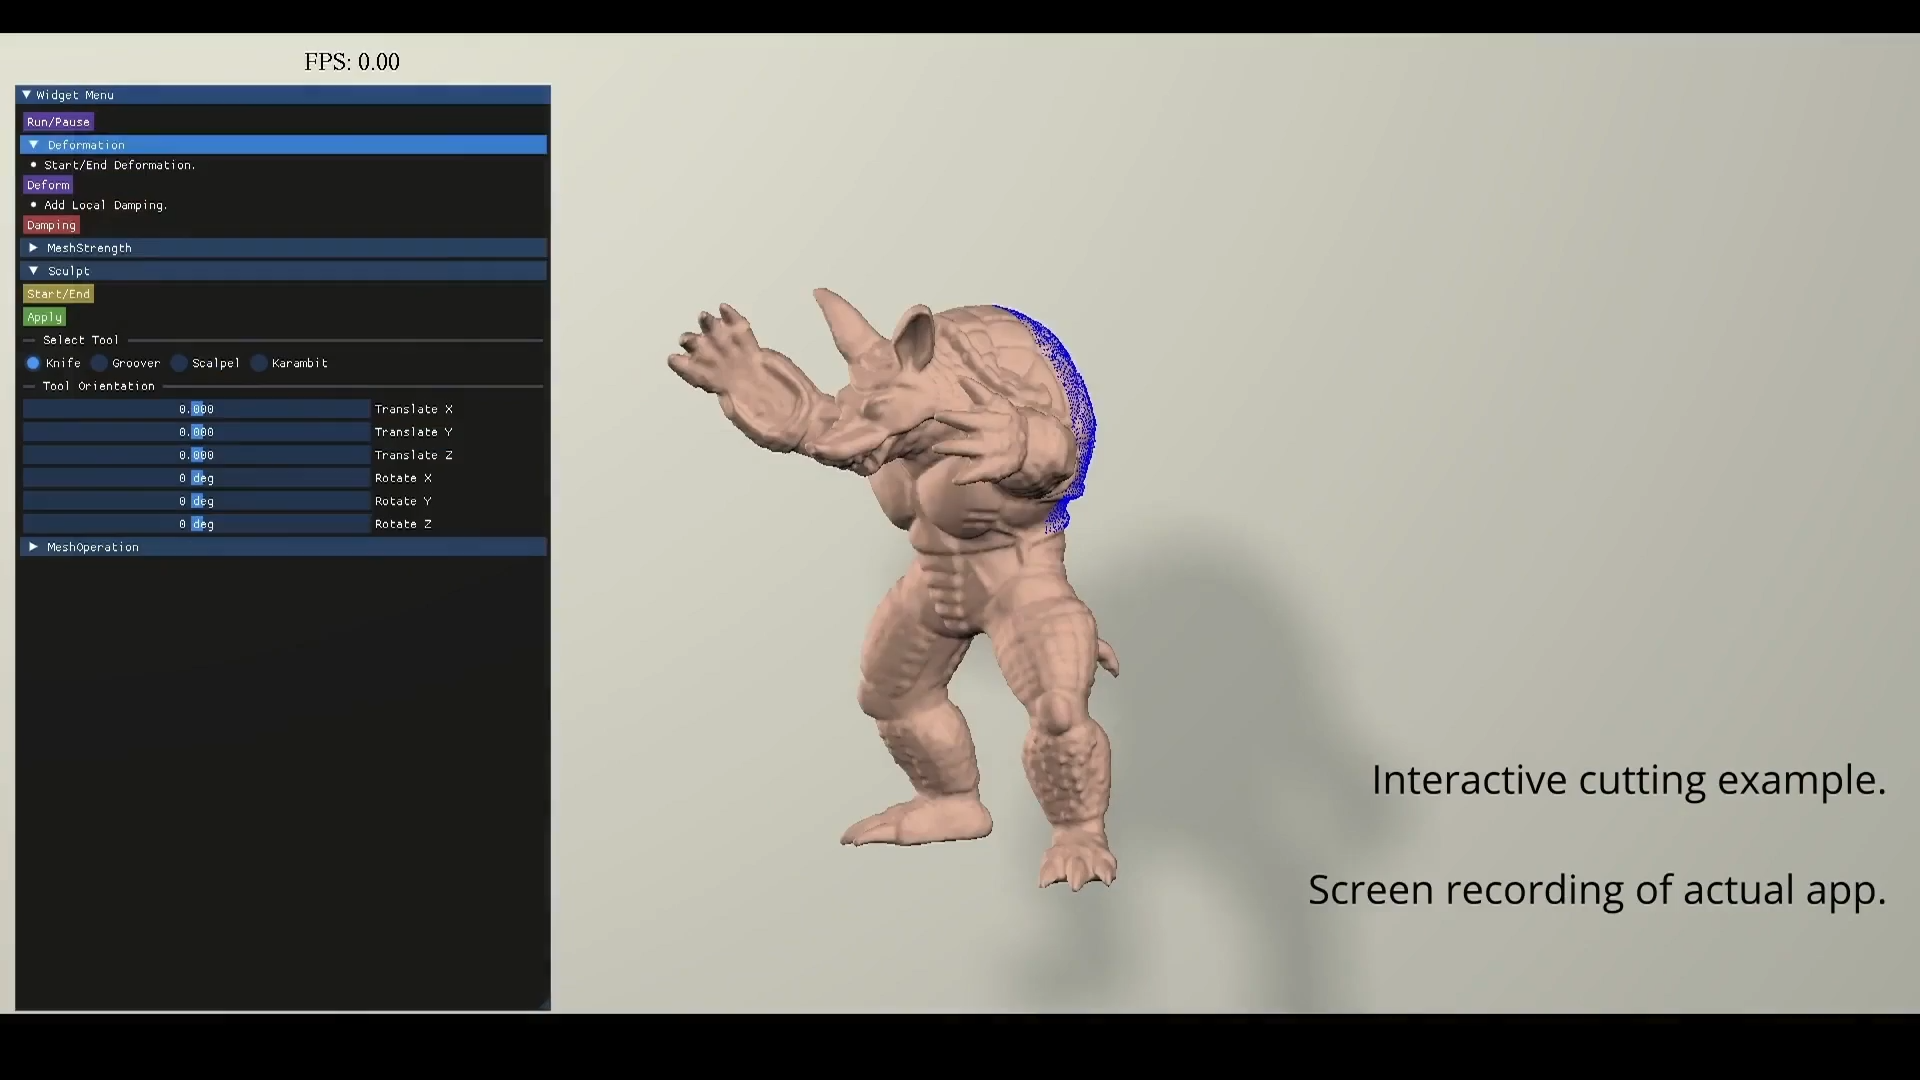 FPS: 0.00
Widget Menu
Run/Pause
Deformation
Start/End Deformation.
Deform
Add Local Damping.
Damping
MeshStrength
Sculpt
Start/End
Apply
Select Tool
Knife Groover Scalpel Karambit
Tool Orientation
0.000 Translate X
0.000 Translate Y
0.000 Translate Z
0 deg Rotate X
0 deg Rotate Y
0 deg Rotate Z
MeshOperation
Interactive cutting example.
Screen recording of actual app.